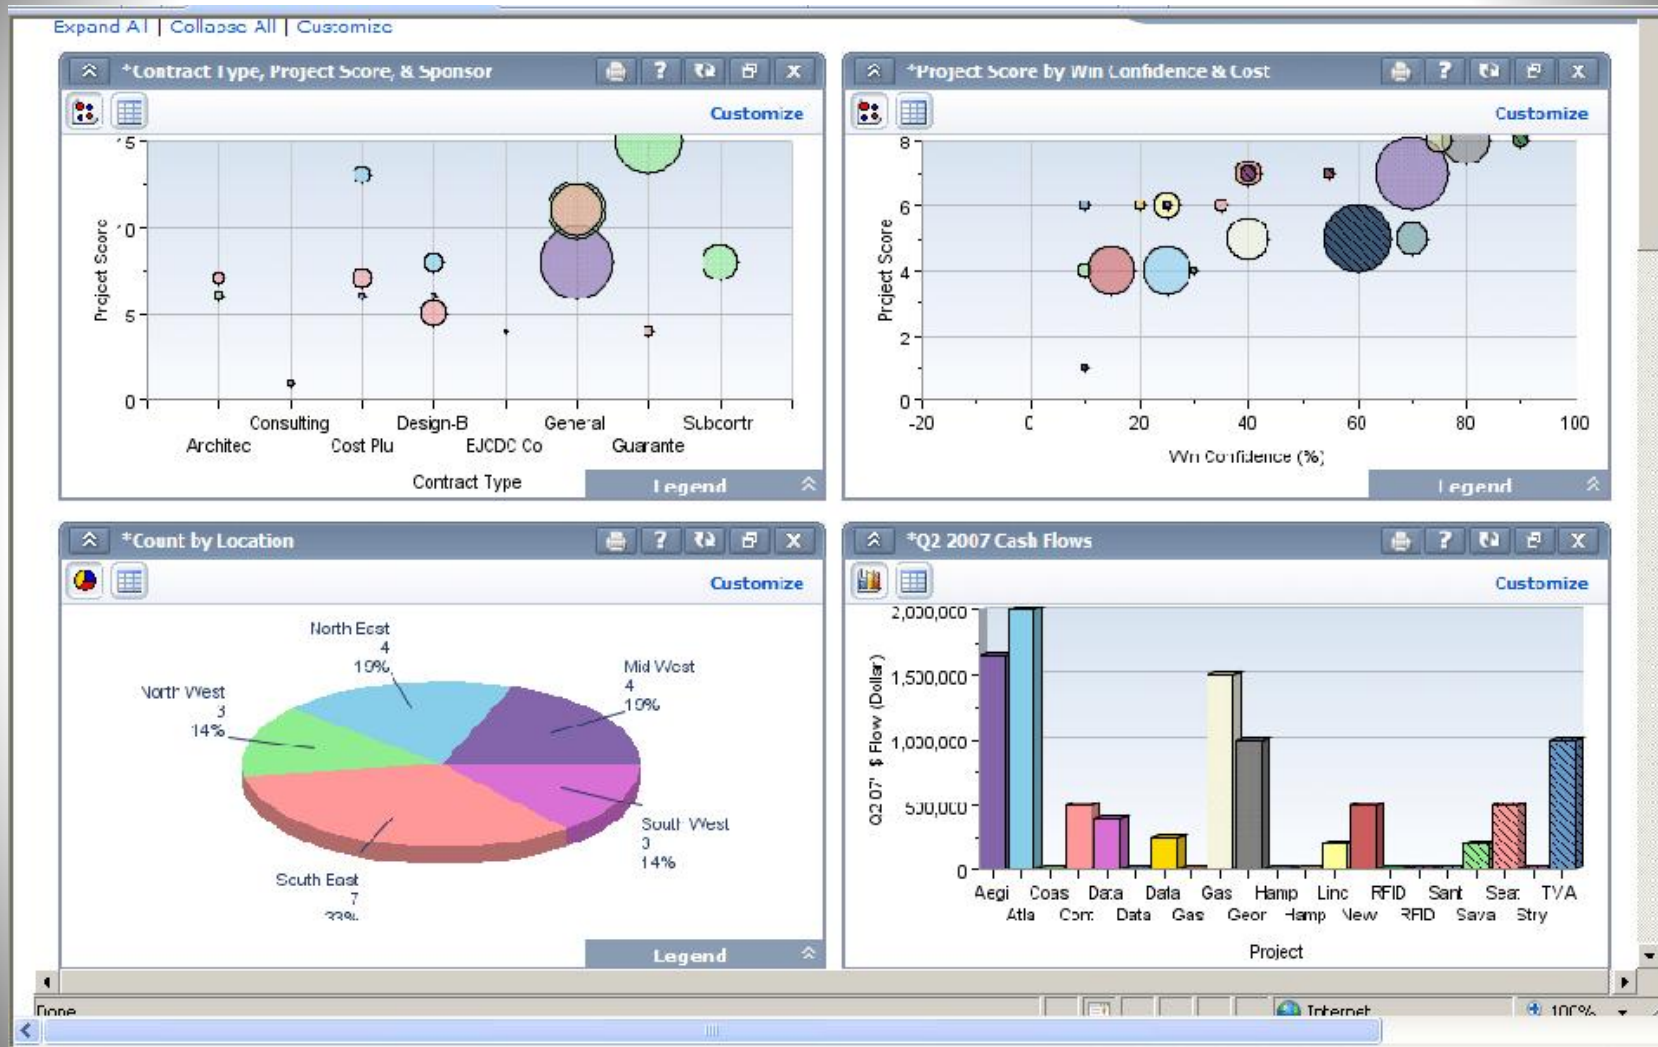 Expand All | Collapse All | Customize
*Contract Type, Project Score, & Sponsor
?
X
Customize
15
10
5
0
Project Score
Consulting
Design-B
General
Subcontr
Architec
Cost Plu
EJCDC Co
Guarante
Contract Type
Legend
*Project Score by Win Confidence & Cost
?
X
Customize
8
6
4
2
0
Project Score
-20
0
20
40
60
80
100
Win Confidence (%)
Legend
*Count by Location
?
X
Customize
North East
4
19%
Mid West
4
19%
North West
3
14%
South West
3
14%
South East
7
33%
Legend
*Q2 2007 Cash Flows
?
X
Customize
2,000,000
1,500,000
1,000,000
500,000
0
Q2 07' $ Flow (Dollar)
Aegi Coas Data Data Gas Hamp Linc RFID Sant Seat TVA
Atla Cont Data Gas Geor Hamp New RFID Sava Stry
Project
Done
Internet
100%